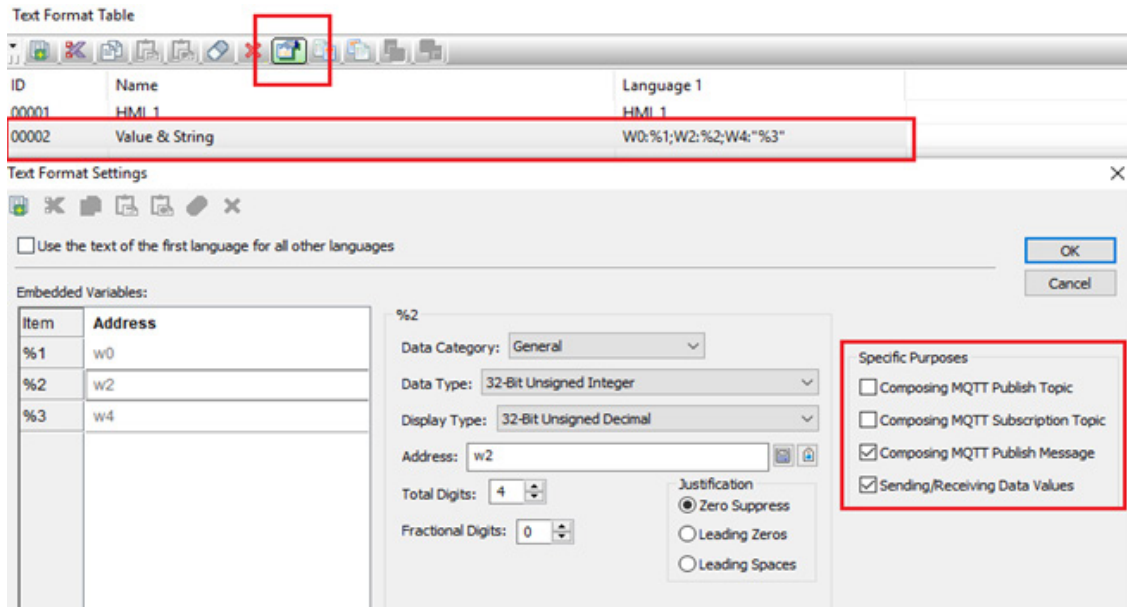 Text Format Table
ID Name Language 1
00001 HMI 1 HMI 1
00002 Value & String W0:%1;W2:%2;W4:"%3"
Text Format Settings
Use the text of the first language for all other languages
OK
Cancel
Embedded Variables:
Item Address
%1 w0
%2 w2
%3 w4
%2
Data Category: General
Data Type: 32-Bit Unsigned Integer
Display Type: 32-Bit Unsigned Decimal
Address: w2
Total Digits: 4
Fractional Digits: 0
Justification
Zero Suppress
Leading Zeros
Leading Spaces
Specific Purposes
Composing MQTT Publish Topic
Composing MQTT Subscription Topic
Composing MQTT Publish Message
Sending/Receiving Data Values